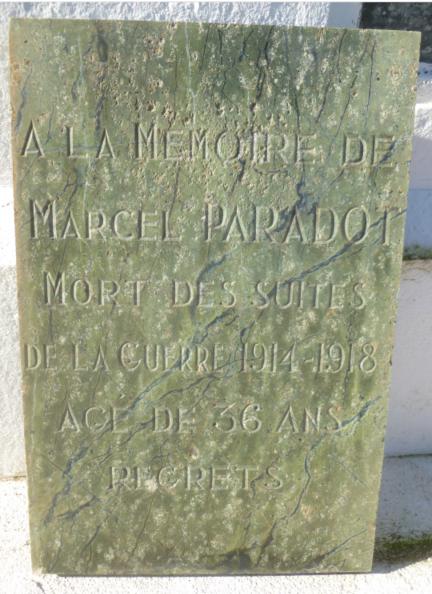 A LA MEMOIRE DE
MARCEL PARADOT
MORT DES SUITES
DE LA GUERRE 1914-1918
AGE DE 36 ANS
REGRETS